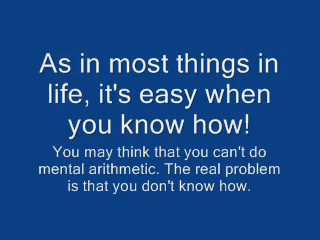 As in most things in
life, it's easy when
you know how!
You may think that you can't do
mental arithmetic. The real problem
is that you don't know how.